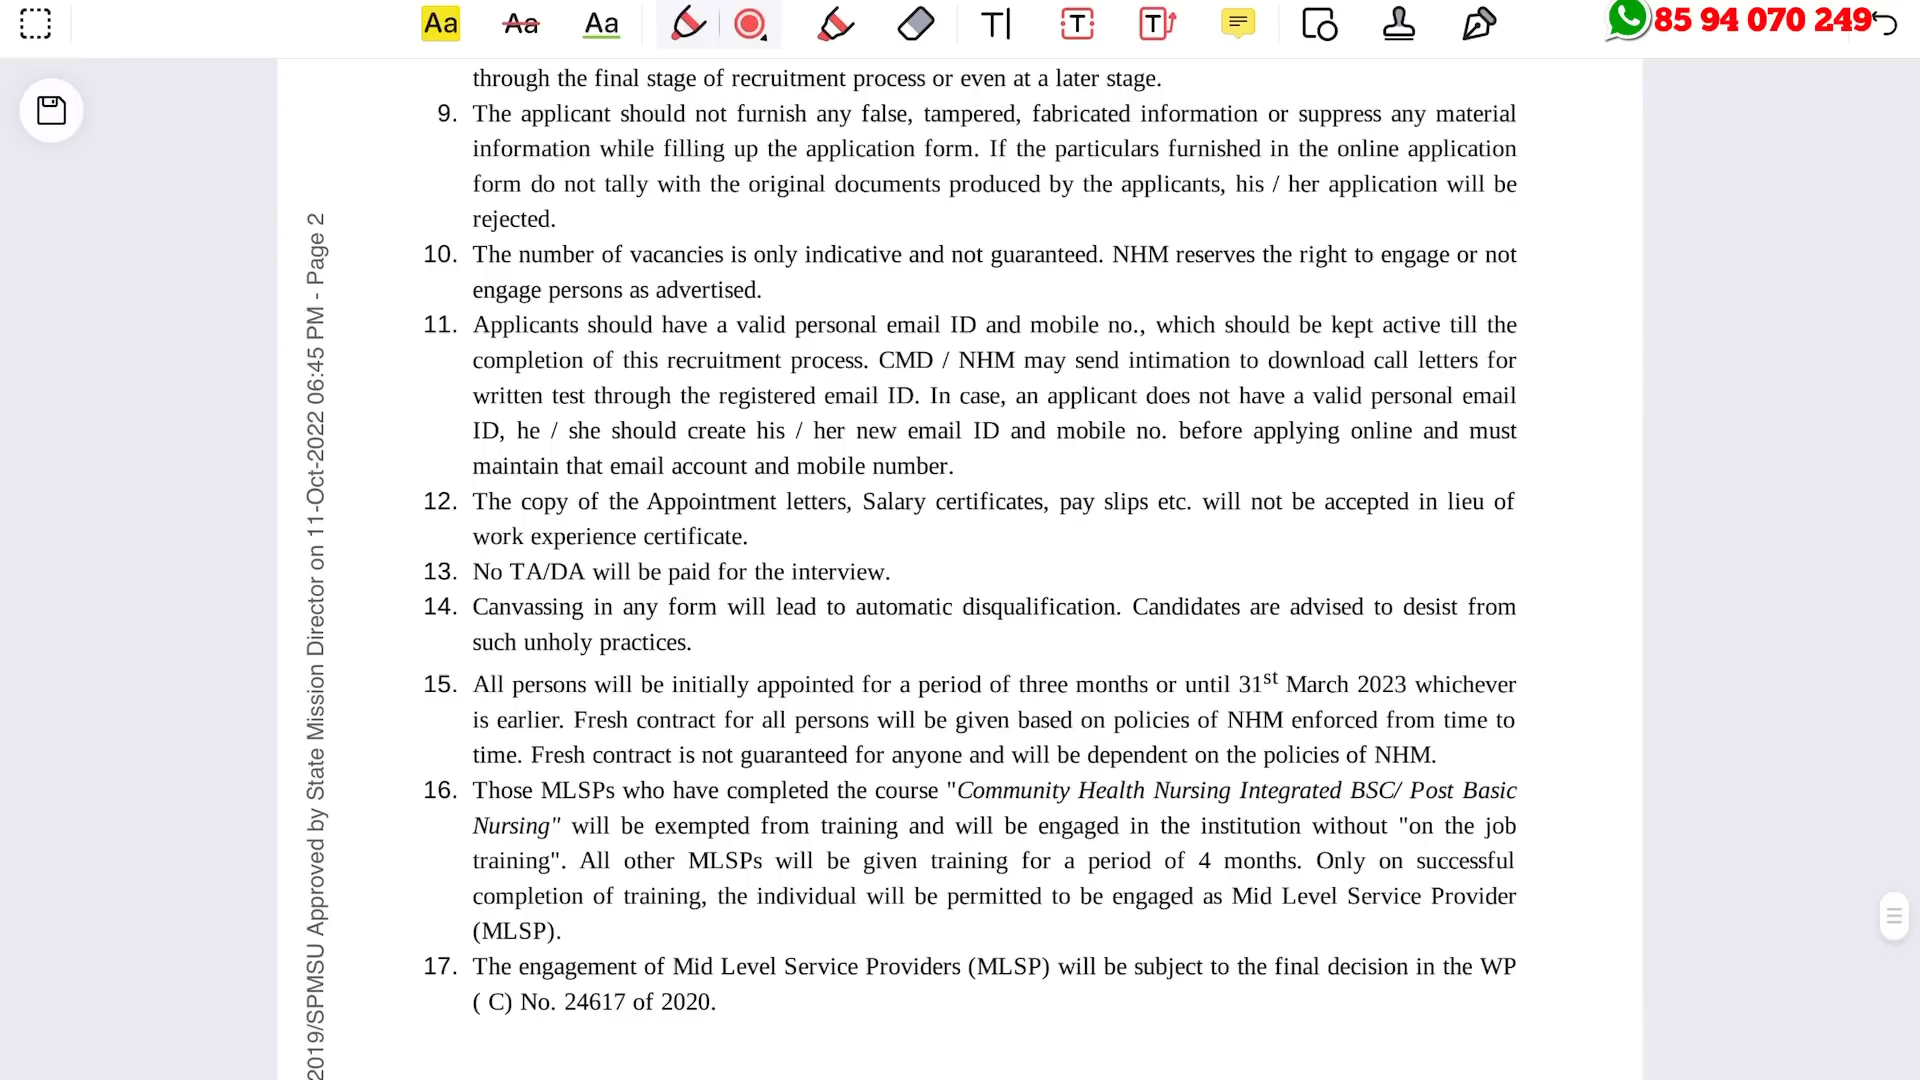 Aa Aa Aa T T T 85 94 070 249
through the final stage of recruitment process or even at a later stage.
9. The applicant should not furnish any false, tampered, fabricated information or suppress any material
information while filling up the application form. If the particulars furnished in the online application
form do not tally with the original documents produced by the applicants, his / her application will be
rejected.
10. The number of vacancies is only indicative and not guaranteed. NHM reserves the right to engage or not
engage persons as advertised.
11. Applicants should have a valid personal email ID and mobile no., which should be kept active till the
completion of this recruitment process. CMD / NHM may send intimation to download call letters for
written test through the registered email ID. In case, an applicant does not have a valid personal email
ID, he / she should create his / her new email ID and mobile no. before applying online and must
maintain that email account and mobile number.
12. The copy of the Appointment letters, Salary certificates, pay slips etc. will not be accepted in lieu of
work experience certificate.
13. No TA/DA will be paid for the interview.
14. Canvassing in any form will lead to automatic disqualification. Candidates are advised to desist from
such unholy practices.
15. All persons will be initially appointed for a period of three months or until 31st March 2023 whichever
is earlier. Fresh contract for all persons will be given based on policies of NHM enforced from time to
time. Fresh contract is not guaranteed for anyone and will be dependent on the policies of NHM.
16. Those MLSPs who have completed the course "Community Health Nursing Integrated BSC/ Post Basic
Nursing" will be exempted from training and will be engaged in the institution without "on the job
training". All other MLSPs will be given training for a period of 4 months. Only on successful
completion of training, the individual will be permitted to be engaged as Mid Level Service Provider
(MLSP).
17. The engagement of Mid Level Service Providers (MLSP) will be subject to the final decision in the WP
( C) No. 24617 of 2020.
2019/SPMSU Approved by State Mission Director on 11-Oct-2022 06:45 PM - Page 2